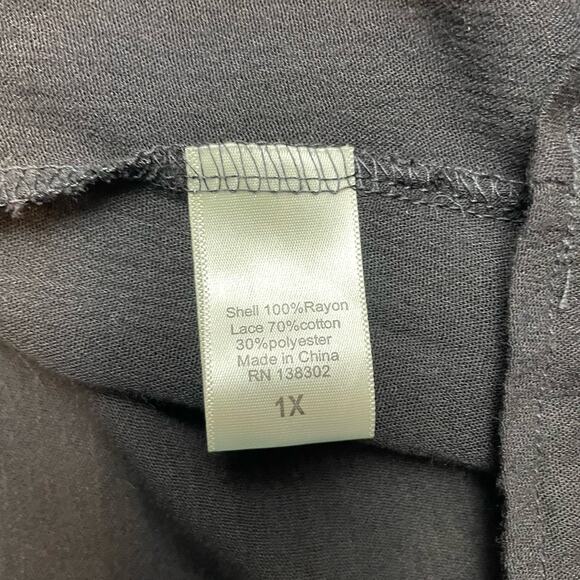 Shell 100%Rayon
Lace 70%cotton
30%polyester
Made in China
RN 138302
1X